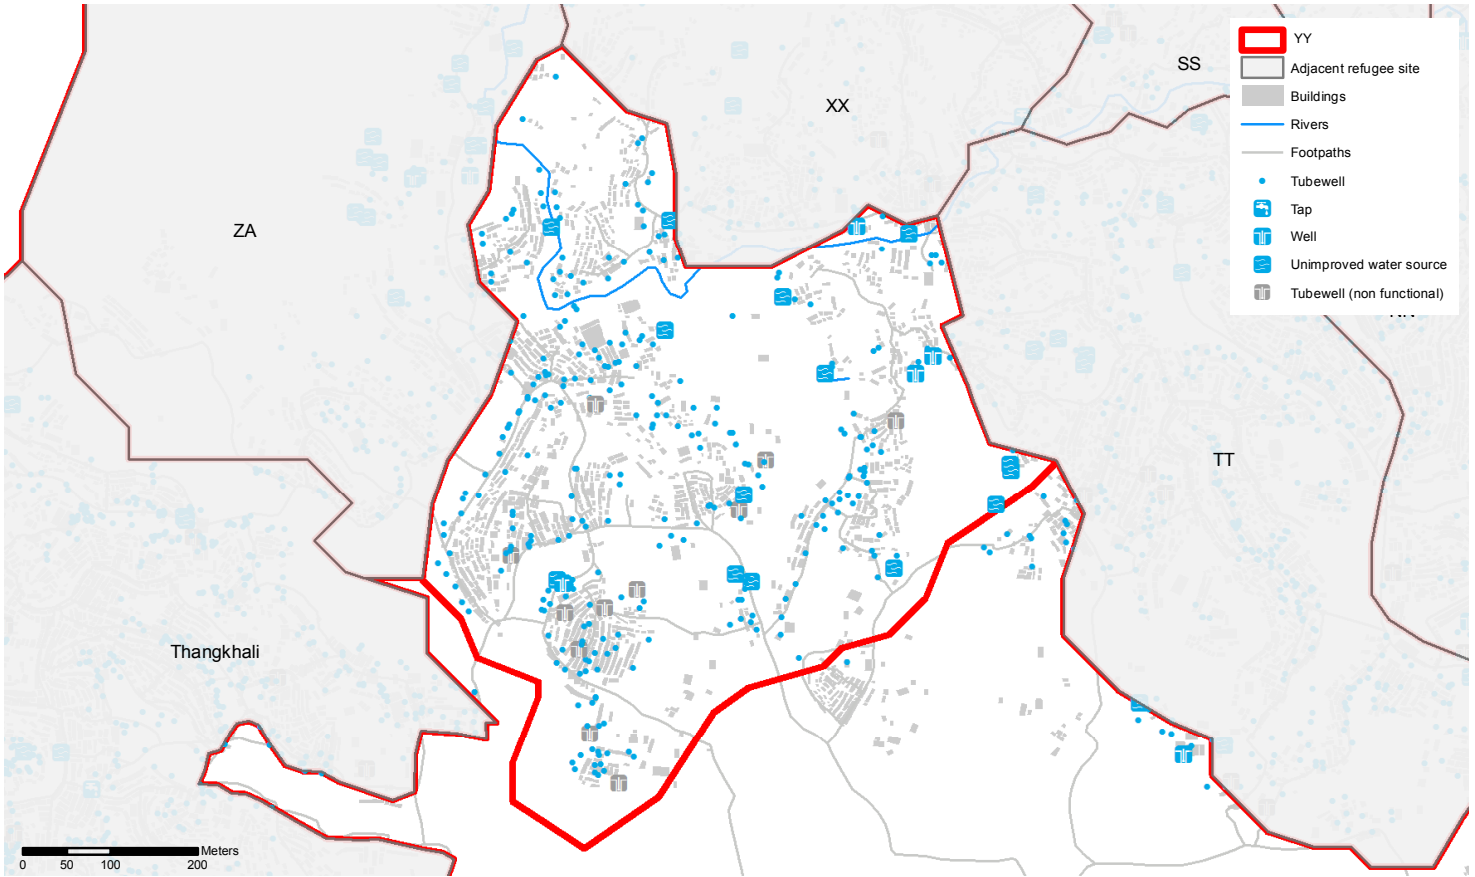 XX
SS
ZA
TT
Thangkhali
YY
Adjacent refugee site
Buildings
Rivers
Footpaths
Tubewell
Tap
Well
Unimproved water source
Tubewell (non functional)
Meters
0 50 100 200